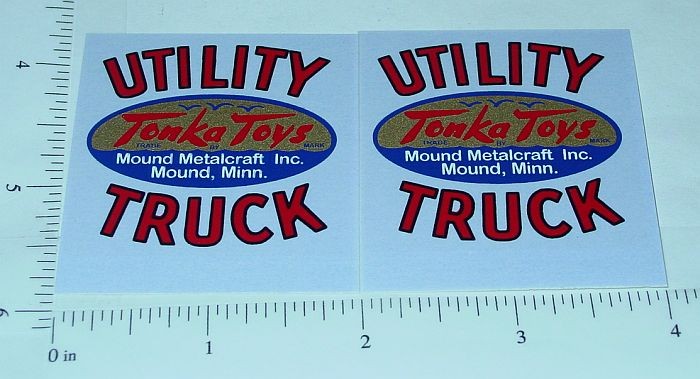 UTILITY
Tonka Toys
TRADE BY MARK
Mound Metalcraft Inc.
Mound, Minn.
TRUCK
UTILITY
Tonka Toys
TRADE BY MARK
Mound Metalcraft Inc.
Mound, Minn.
TRUCK
4
5
6
0 in 1 2 3 4